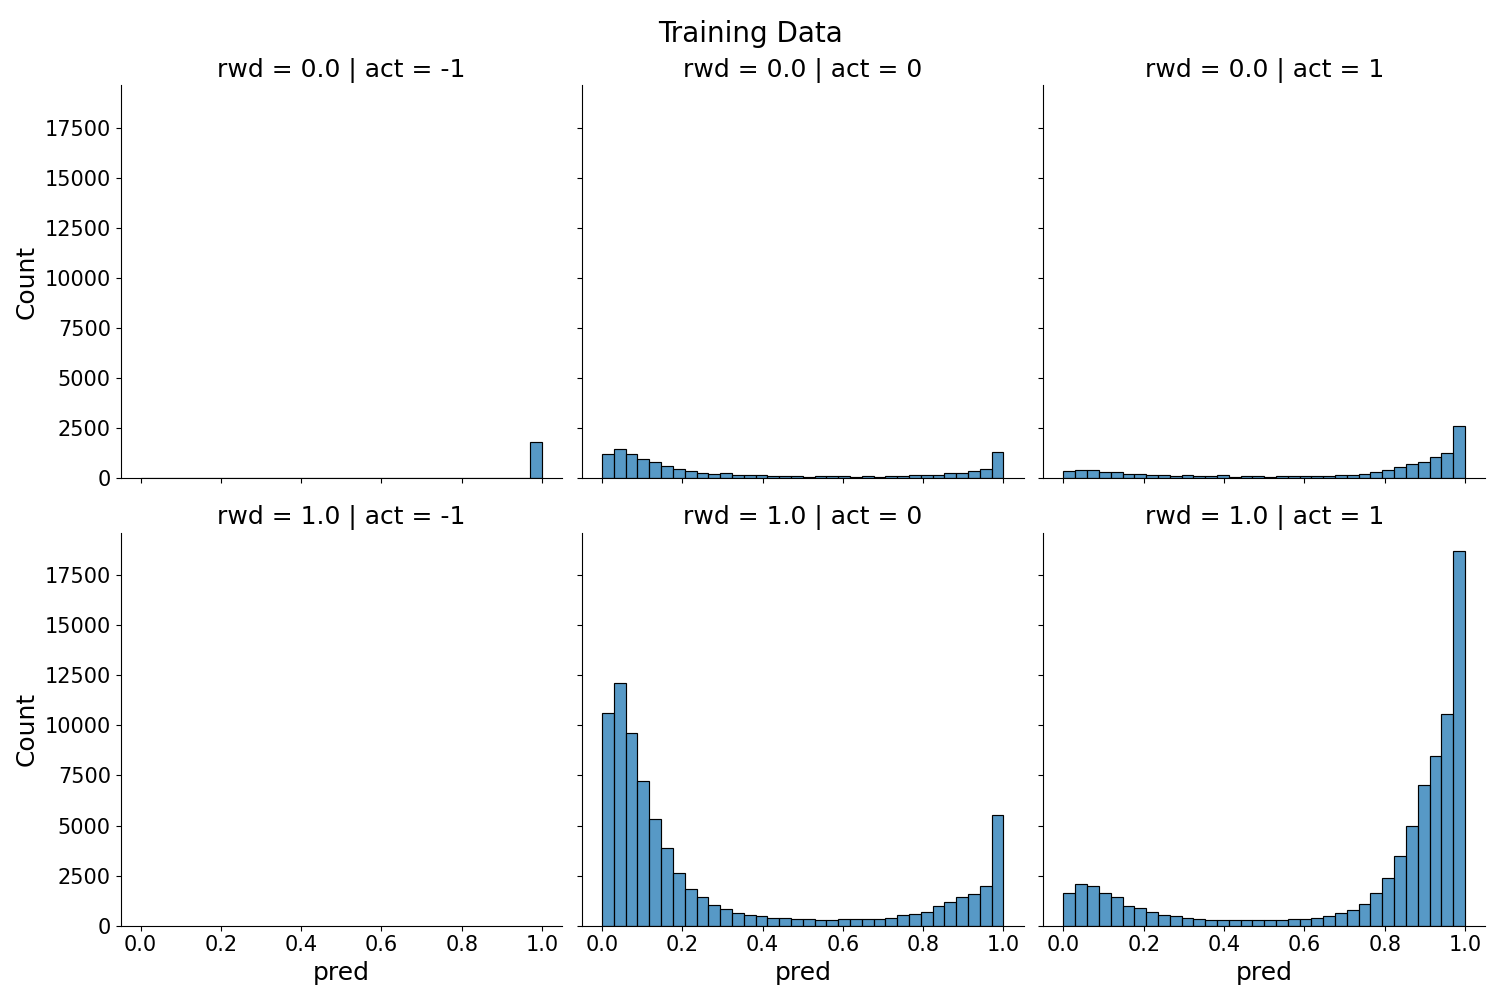 Training Data
rwd = 0.0 | act = -1
rwd = 0.0 | act = 0
rwd = 0.0 | act = 1
17500
15000
12500
10000
7500
5000
2500
0
Count
rwd = 1.0 | act = -1
rwd = 1.0 | act = 0
rwd = 1.0 | act = 1
17500
15000
12500
10000
7500
5000
2500
0
Count
0.0 0.2 0.4 0.6 0.8 1.0
0.0 0.2 0.4 0.6 0.8 1.0
0.0 0.2 0.4 0.6 0.8 1.0
pred
pred
pred